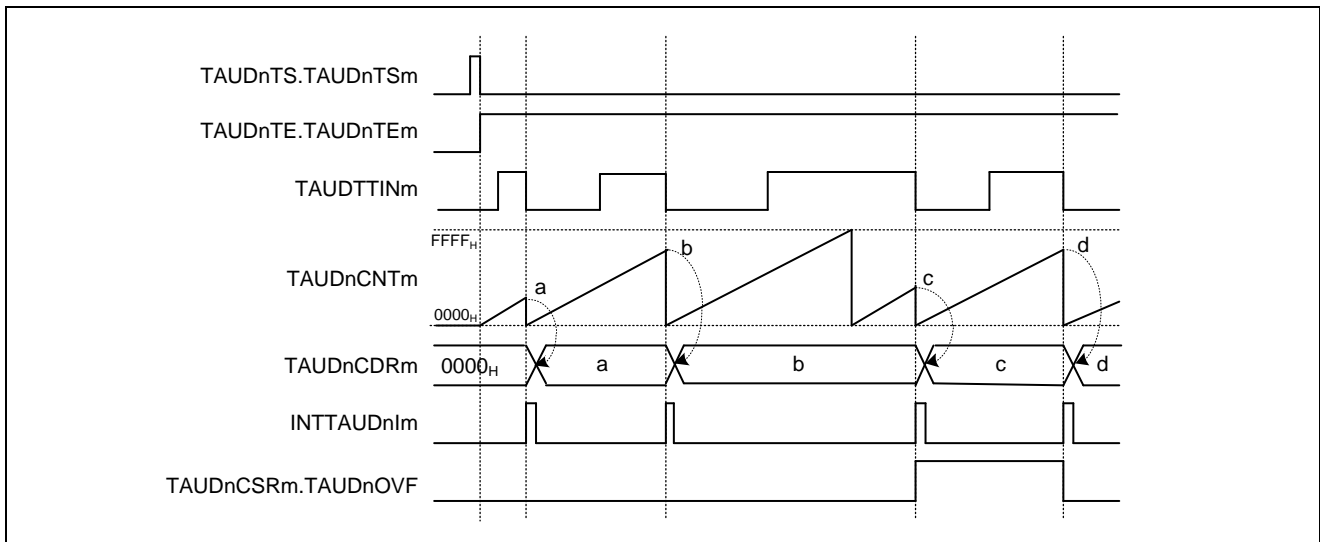 TAUDnTS.TAUDnTSm
TAUDnTE.TAUDnTEm
TAUDTTINm
FFFFH
b
d
a
c
TAUDnCNTm
0000H
TAUDnCDRm
0000H
a
b
c
d
INTTAUDnIm
TAUDnCSRm.TAUDnOVF